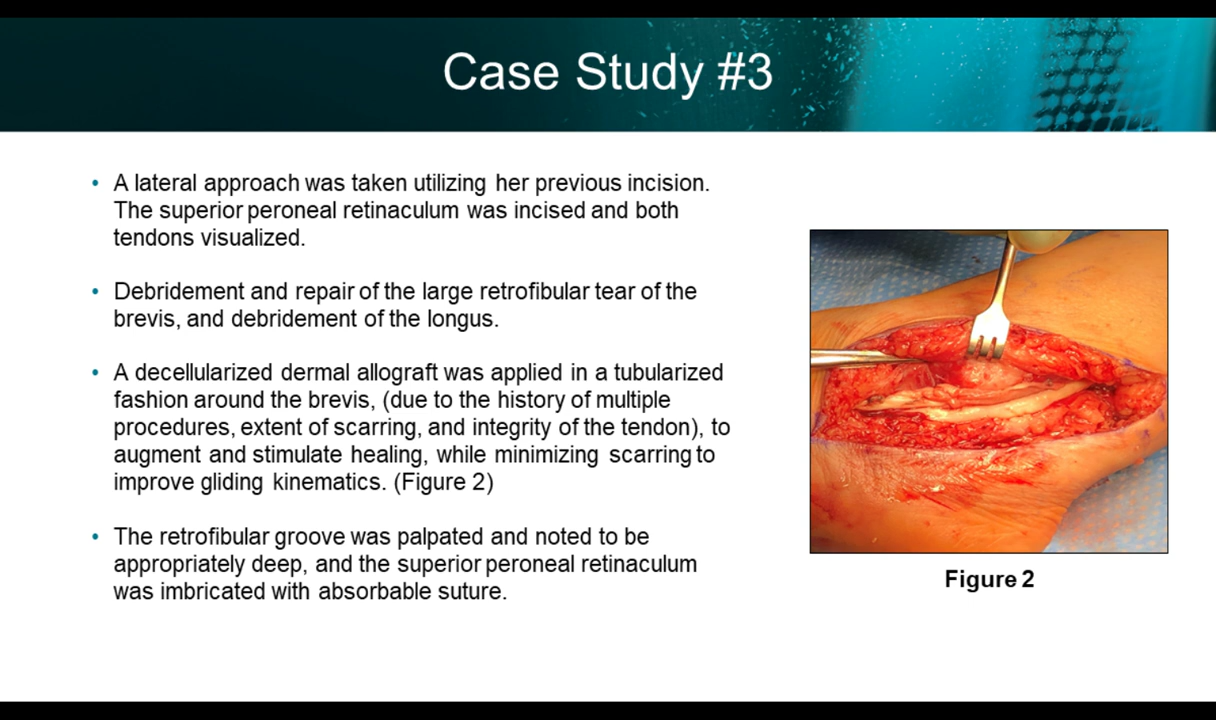 Case Study #3
• A lateral approach was taken utilizing her previous incision.
The superior peroneal retinaculum was incised and both
tendons visualized.
• Debridement and repair of the large retrofibular tear of the
brevis, and debridement of the longus.
• A decellularized dermal allograft was applied in a tubularized
fashion around the brevis, (due to the history of multiple
procedures, extent of scarring, and integrity of the tendon), to
augment and stimulate healing, while minimizing scarring to
improve gliding kinematics. (Figure 2)
• The retrofibular groove was palpated and noted to be
appropriately deep, and the superior peroneal retinaculum
was imbricated with absorbable suture.
Figure 2